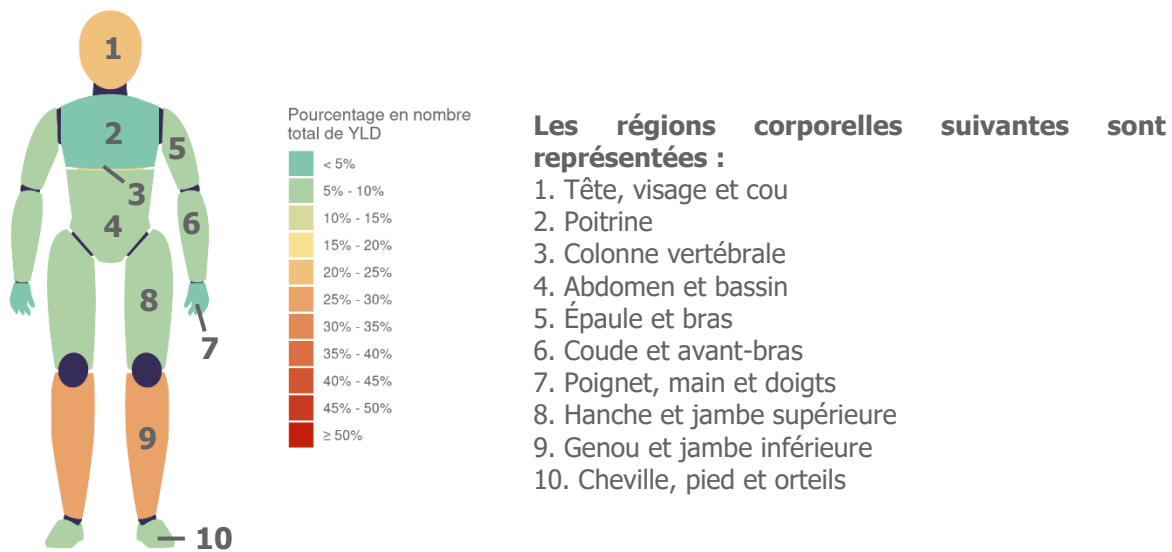 1
2
3
4
5
6
7
8
9
10
Pourcentage en nombre
total de YLD
< 5%
5% - 10%
10% - 15%
15% - 20%
20% - 25%
25% - 30%
30% - 35%
35% - 40%
40% - 45%
45% - 50%
≥ 50%
Les régions corporelles suivantes sont
représentées :
1. Tête, visage et cou
2. Poitrine
3. Colonne vertébrale
4. Abdomen et bassin
5. Épaule et bras
6. Coude et avant-bras
7. Poignet, main et doigts
8. Hanche et jambe supérieure
9. Genou et jambe inférieure
10. Cheville, pied et orteils